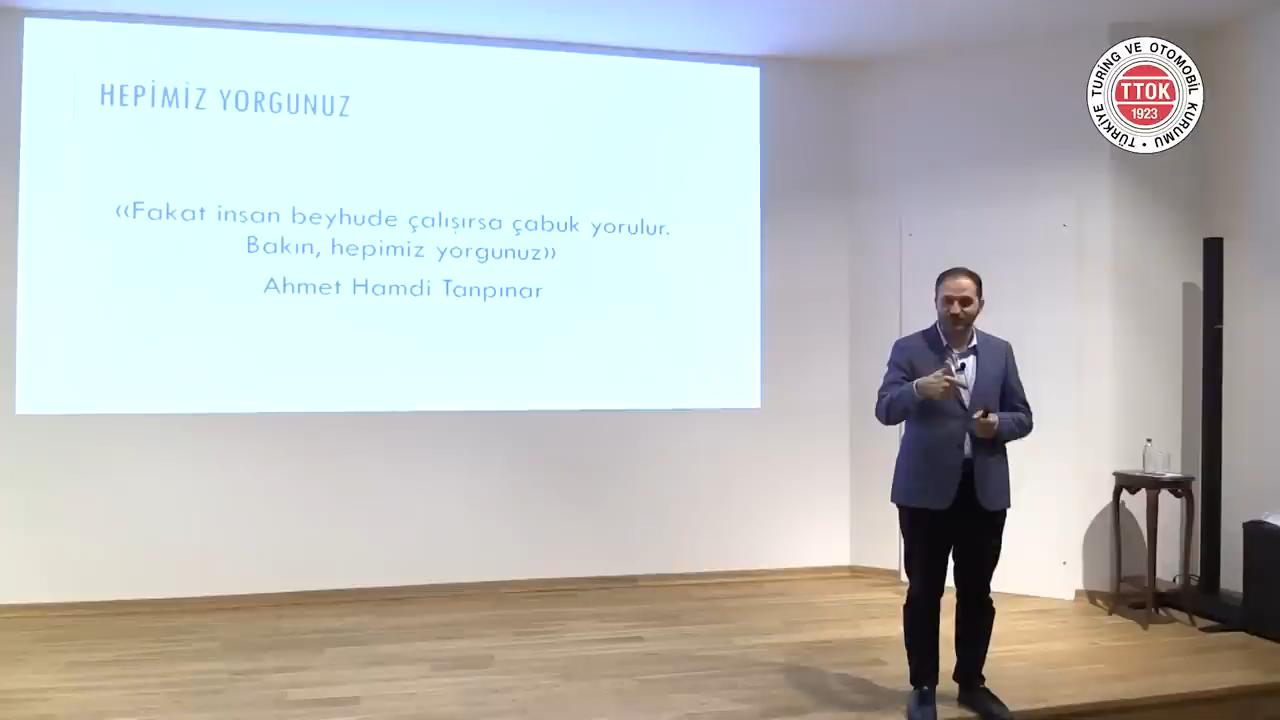 HEPİMİZ YORGUNUZ
‹‹Fakat insan beyhude çalışırsa çabuk yorulur.
Bakın, hepimiz yorgunuz››
Ahmet Hamdi Tanpınar
TÜRKİYE TURİNG VE OTOMOBİL KURUMU •
TTOK
1923